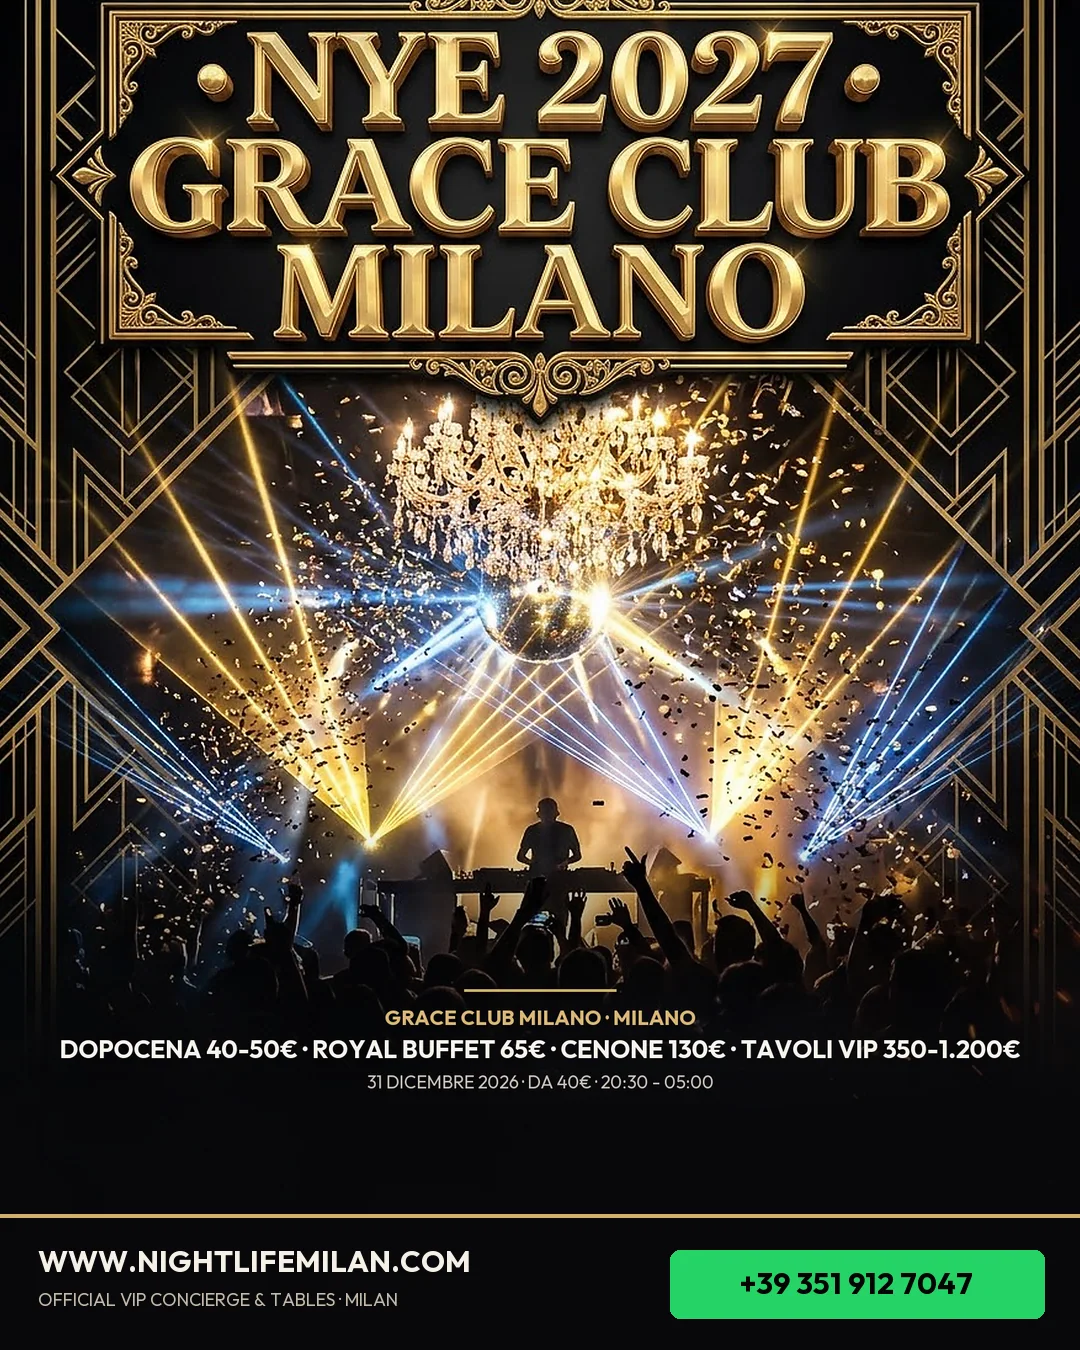 • NYE 2027 •
GRACE CLUB
MILANO
GRACE CLUB MILANO · MILANO
DOPOCENA 40-50€ · ROYAL BUFFET 65€ · CENONE 130€ · TAVOLI VIP 350-1.200€
31 DICEMBRE 2026 · DA 40€ · 20:30 - 05:00
WWW.NIGHTLIFEMILAN.COM
OFFICIAL VIP CONCIERGE & TABLES · MILAN
+39 351 912 7047